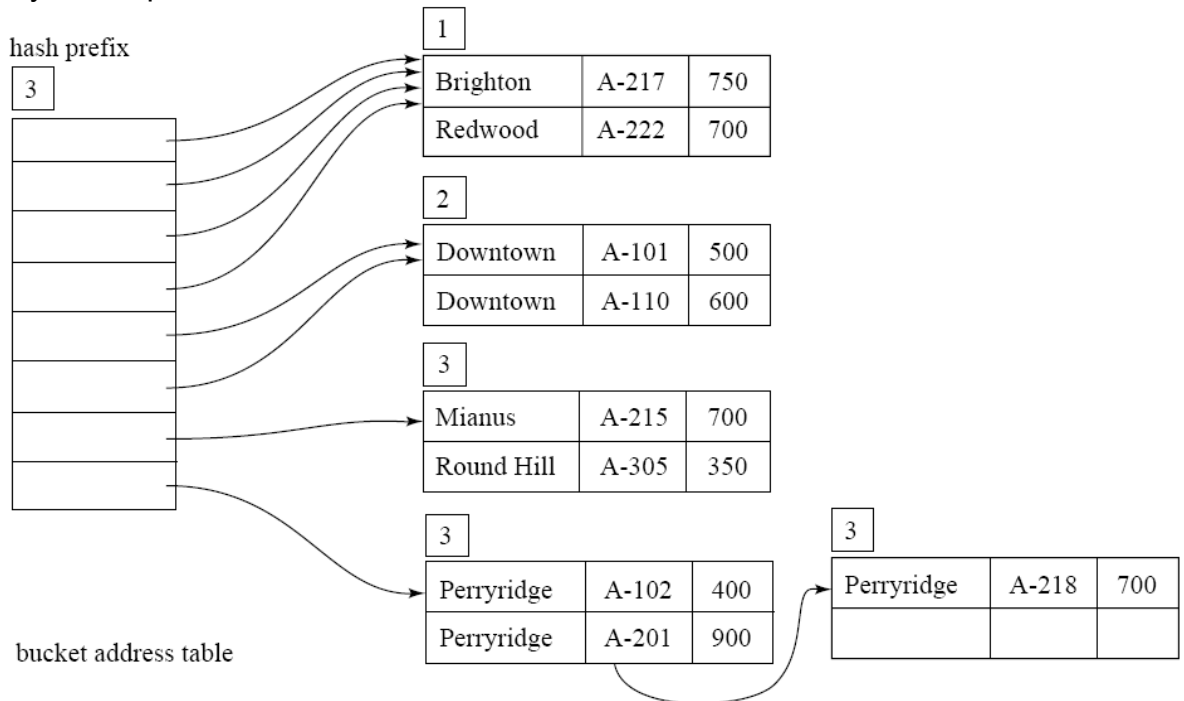 hash prefix
3
1
Brighton A-217 750
Redwood A-222 700
2
Downtown A-101 500
Downtown A-110 600
3
Mianus A-215 700
Round Hill A-305 350
3
Perryridge A-102 400
Perryridge A-201 900
3
Perryridge A-218 700
bucket address table